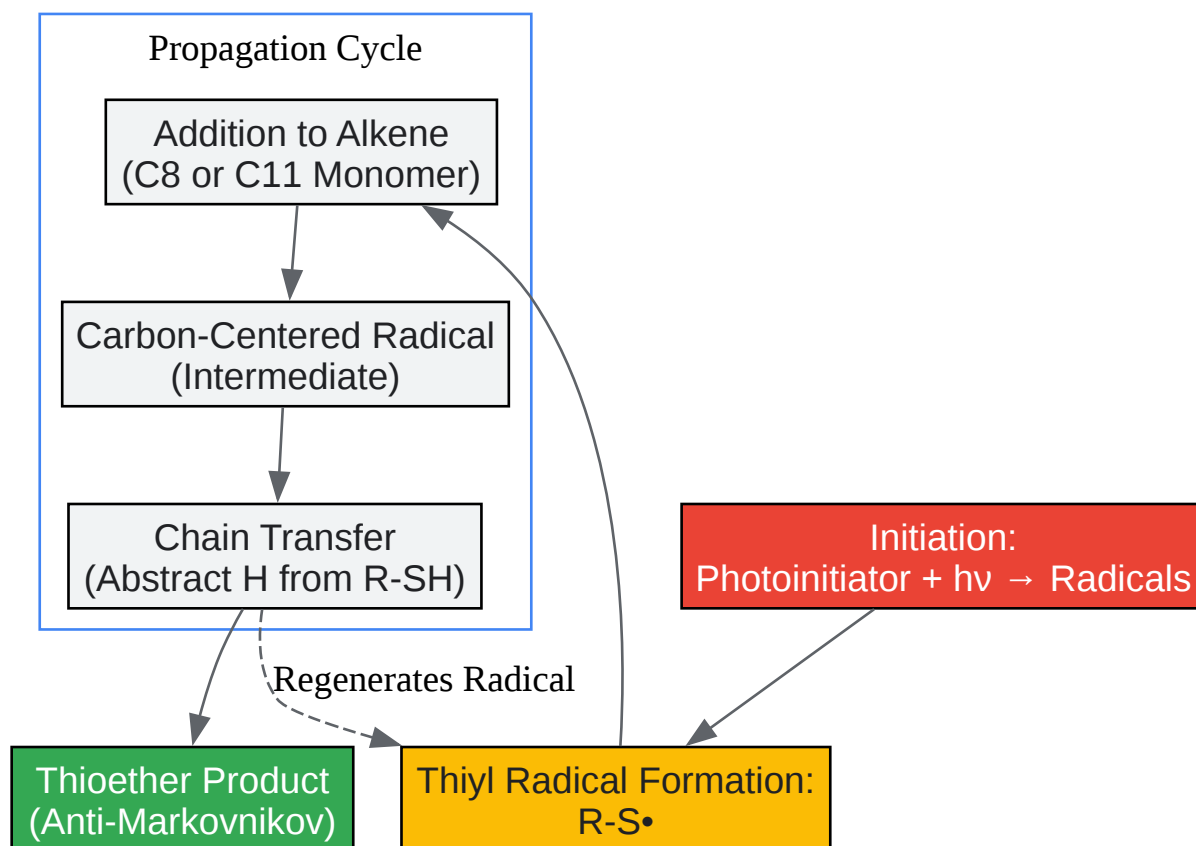 Propagation Cycle
Addition to Alkene
(C8 or C11 Monomer)
Carbon-Centered Radical
(Intermediate)
Chain Transfer
(Abstract H from R-SH)
Initiation:
Photoinitiator + hν → Radicals
Regenerates Radical
Thioether Product
(Anti-Markovnikov)
Thiyl Radical Formation:
R-S•